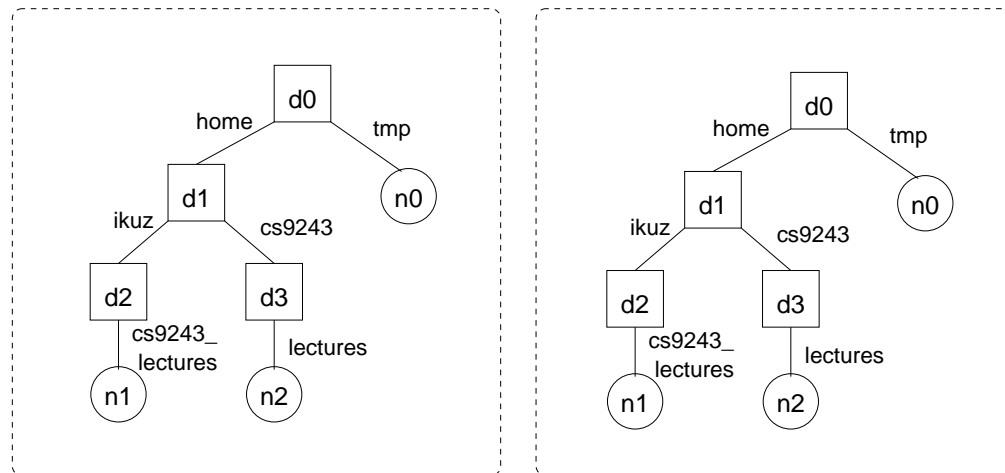 d0
home
tmp
d1
n0
ikuz
cs9243
d2
d3
cs9243_
lectures
lectures
n1
n2
d0
home
tmp
d1
n0
ikuz
cs9243
d2
d3
cs9243_
lectures
lectures
n1
n2